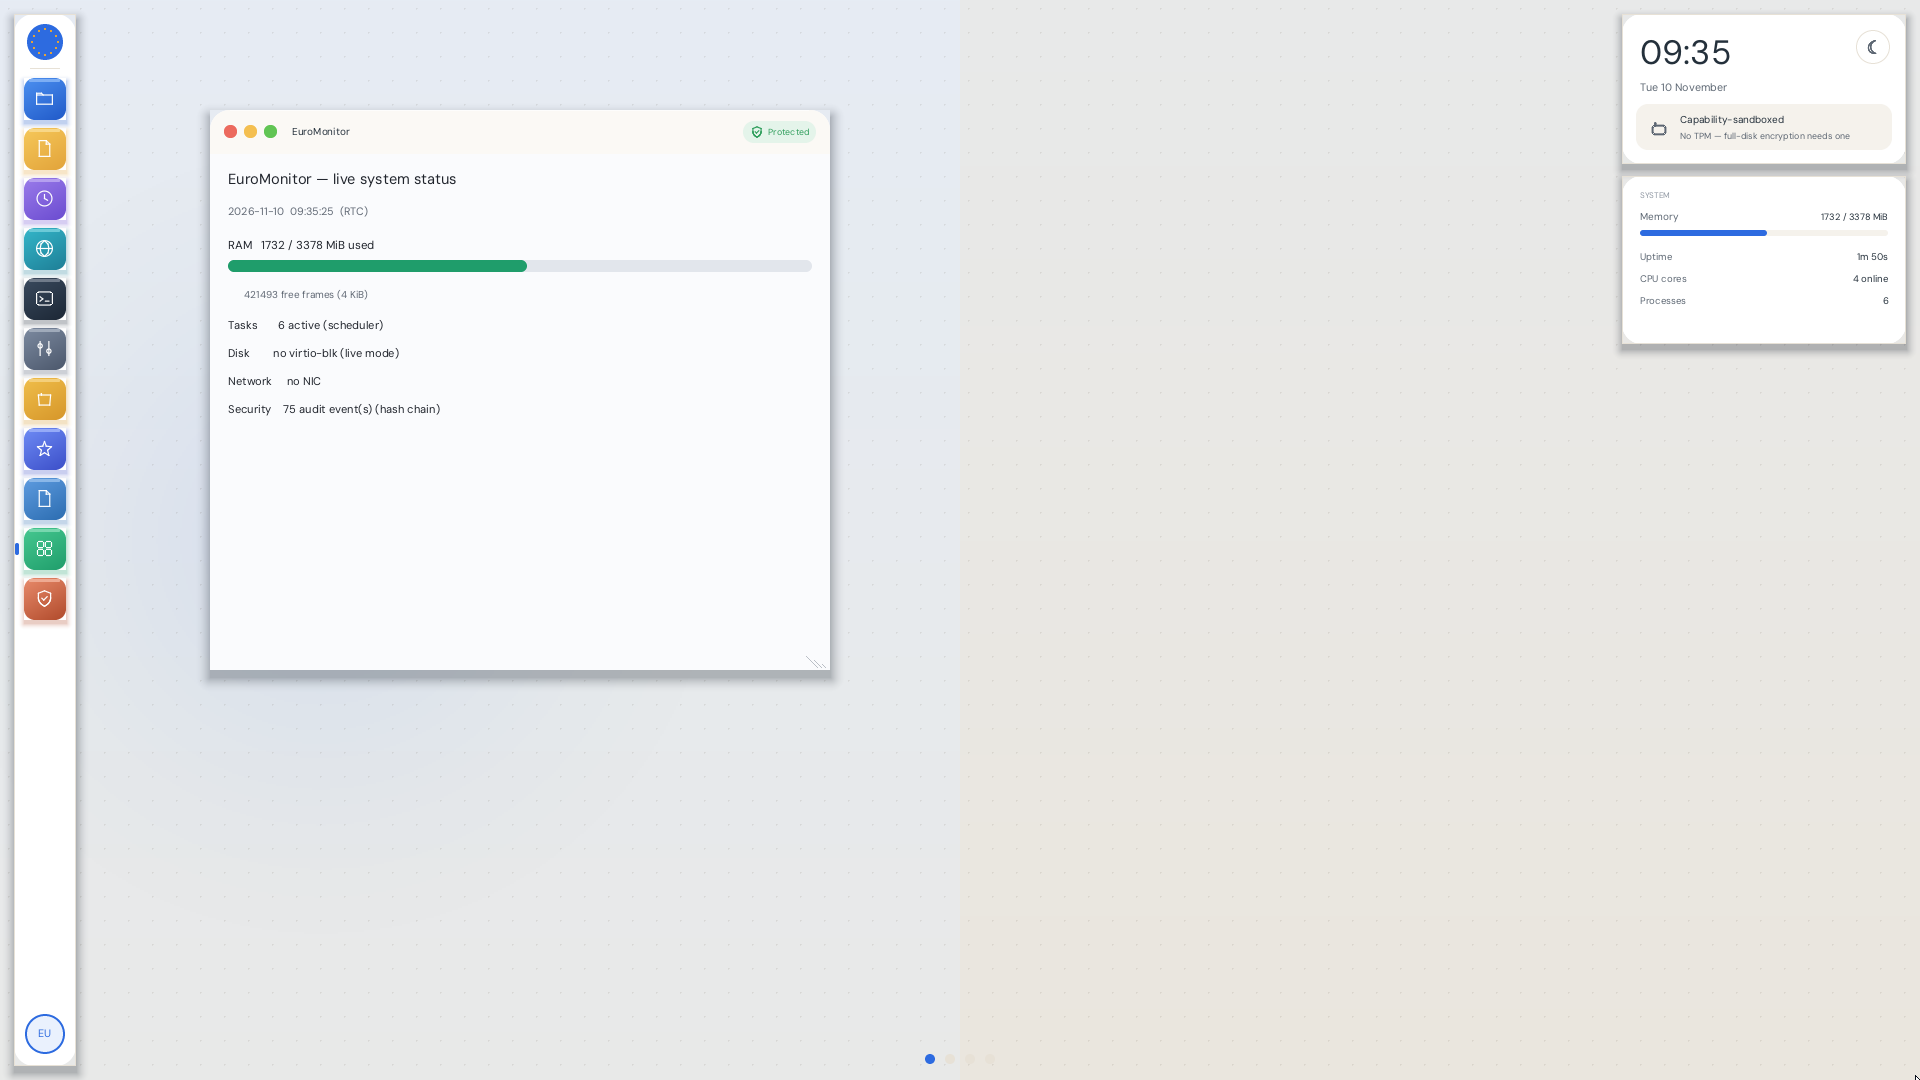 EuroMonitor
Protected
EuroMonitor — live system status
2026-11-10 09:35:25 (RTC)
RAM 1732 / 3378 MiB used
421493 free frames (4 KiB)
Tasks 6 active (scheduler)
Disk no virtio-blk (live mode)
Network no NIC
Security 75 audit event(s) (hash chain)
09:35
Tue 10 November
Capability-sandboxed
No TPM — full-disk encryption needs one
SYSTEM
Memory 1732 / 3378 MiB
Uptime 1m 50s
CPU cores 4 online
Processes 6
EU